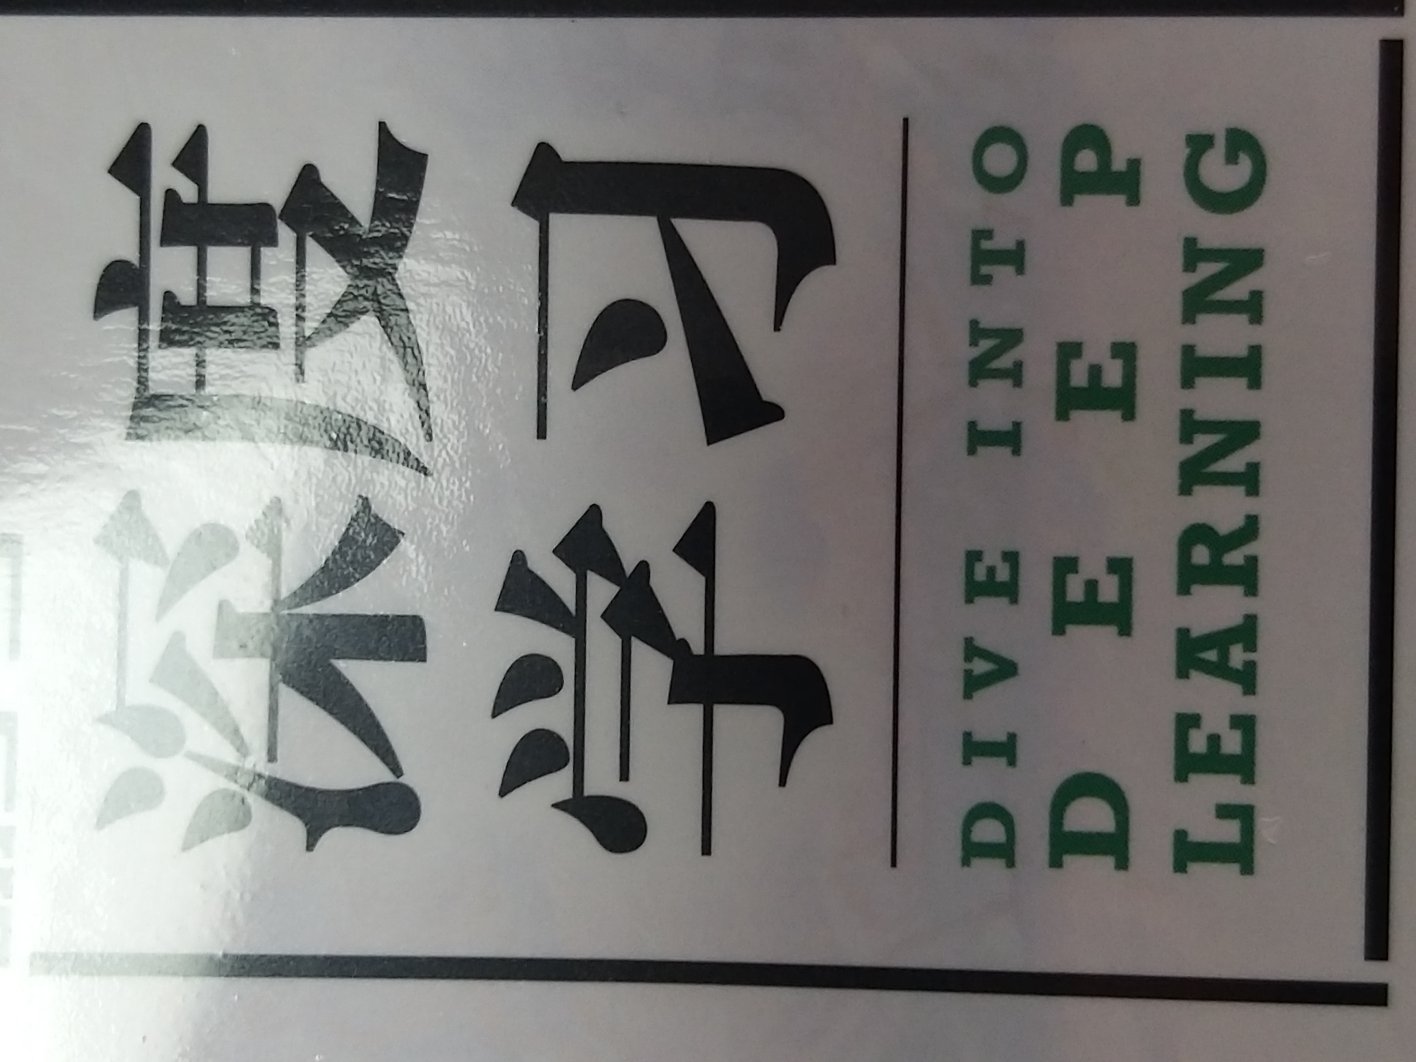 深度
学习
DIVE INTO
DEEP
LEARNING